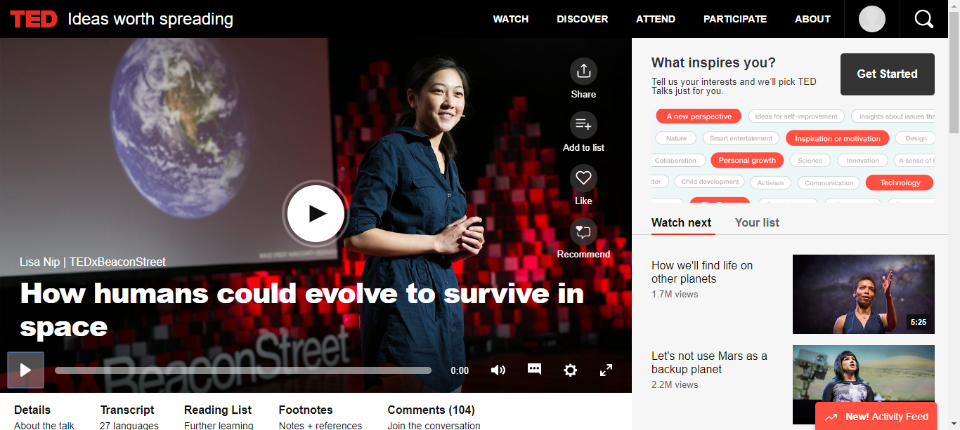 TED Ideas worth spreading
WATCH DISCOVER ATTEND PARTICIPATE ABOUT
Share
Add to list
Like
Recommend
Lisa Nip | TEDxBeaconStreet
How humans could evolve to survive in
space
xBeaconStreet
0:00
Details
About the talk
Transcript
27 languages
Reading List
Further learning
Footnotes
Notes + references
Comments (104)
Join the conversation
What inspires you?
Tell us your interests and we'll pick TED
Talks just for you.
Get Started
A new perspective Ideas for self-improvement Insights about issues tha
Nature Smart entertainment Inspiration or motivation Design
Collaboration Personal growth Science Innovation A sense of
Child development Activism Communication Technology
Watch next Your list
How we'll find life on
other planets
1.7M views
5:25
Let's not use Mars as a
backup planet
2.2M views
New! Activity Feed